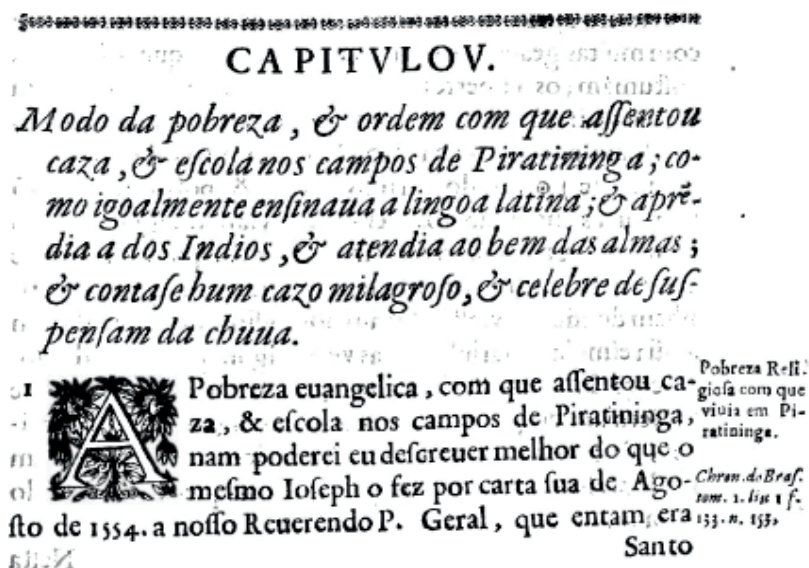 CAPITVLO V.
Modo da pobreza, & ordem com que aſſentou
caza, & eſcola nos campos de Piratininga; co-
mo igoalmente enſinaua a lingoa latina; & aprẽ-
dia a dos Indios, & atendia ao bem das almas;
& contaſe hum cazo milagroſo, & celebre de ſuſ-
penſam da chuua.
1 A Pobreza euangelica, com que aſſentou ca-
za, & eſcola nos campos de Piratininga,
nam poderei eu deſcreuer melhor do que o
meſmo Ioſeph o fez por carta ſua de Ago-
ſto de 1554. a noſſo Reuerendo P. Geral, que entam era
Santo
Pobreza Reli-
gioſa com que
viuia em Pi-
ratininga.
Chron. do Braſ.
tom. 1. liu 1 f.
133. n. 153,